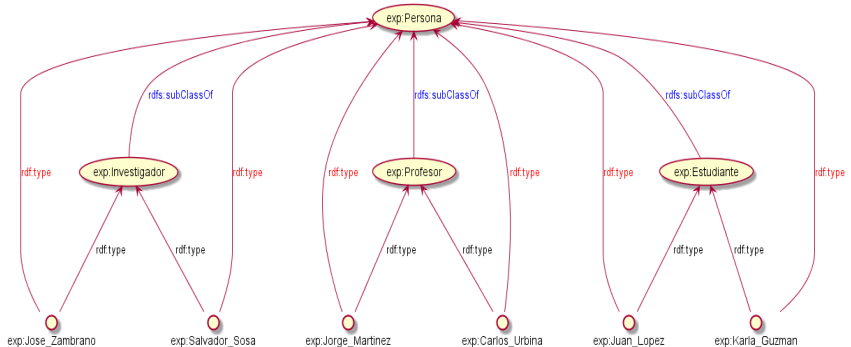 exp:Persona
rdfs:subClassOf
rdfs:subClassOf
rdfs:subClassOf
exp:Investigador
exp:Profesor
exp:Estudiante
rdf:type
rdf:type
rdf:type
rdf:type
rdf:type
rdf:type
rdf:type
rdf:type
rdf:type
rdf:type
rdf:type
rdf:type
exp:Jose_Zambrano
exp:Salvador_Sosa
exp:Jorge_Martinez
exp:Carlos_Urbina
exp:Juan_Lopez
exp:Karla_Guzman